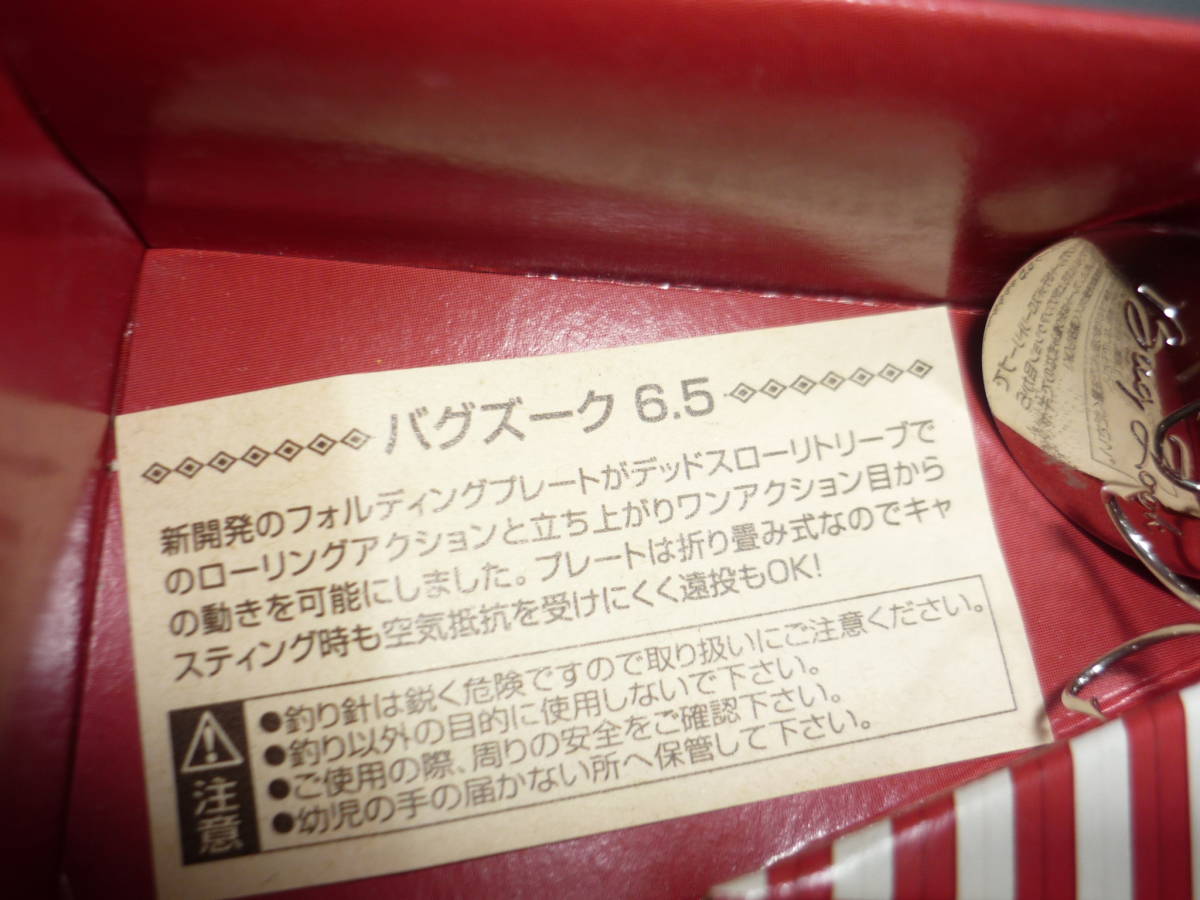 バグズーク 6.5
新開発のフォルディングプレートがデッドスローリトリーブで
のローリングアクションと立ち上がりワンアクション目から
の動きを可能にしました。プレートは折り畳み式なのでキャ
スティング時も空気抵抗を受けにくく遠投もOK!
注意
●釣り針は鋭く危険ですので取り扱いにご注意ください。
●釣り以外の目的に使用しないで下さい。
●ご使用の際、周りの安全をご確認下さい。
●幼児の手の届かない所へ保管して下さい。